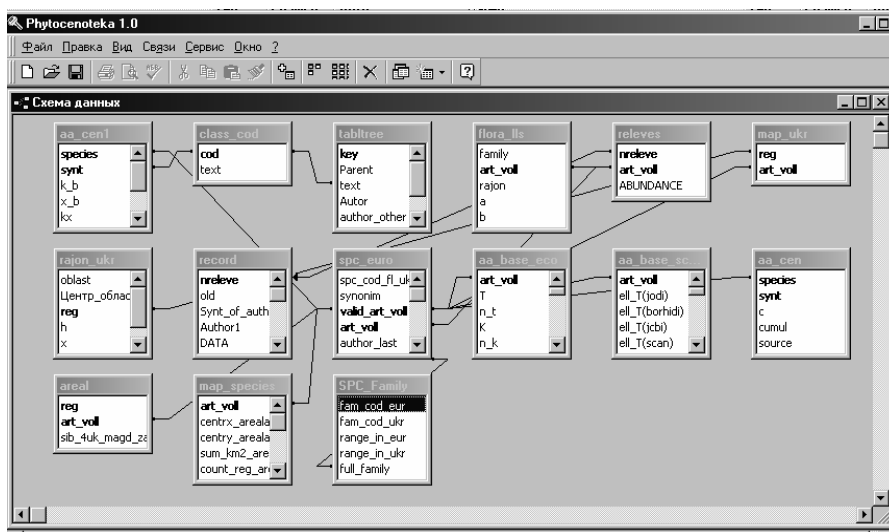 Phytocenoteka 1.0
Файл Правка Вид Связи Сервис Окно ?
Схема данных
aa_cen1
species
synt
k_b
x_b
kx
class_cod
cod
text
tabltree
key
Parent
text
Autor
author_other
flora_lls
family
art_voll
rajon
a
b
releves
nreleve
art_voll
ABUNDANCE
map_ukr
reg
art_voll
rajon_ukr
oblast
Центр_облас
reg
h
x
record
nreleve
old
Synt_of_auth
Author1
DATA
spc_euro
spc_cod_fl_uk
synonim
valid_art_voll
art_voll
author_last
aa_base_eco
art_voll
T
n_t
K
n_k
aa_base_sc...
art_voll
ell_T(jodi)
ell_T(borhidi)
ell_T(jcbi)
ell_T(scan)
aa_cen
species
synt
c
cumul
source
areal
reg
art_voll
sib_4uk_magd_za
map_species
art_voll
centrx_areala
centry_areala
sum_km2_are
count_reg_are
SPC_Family
fam_cod_eur
fam_cod_ukr
range_in_eur
range_in_ukr
full_family